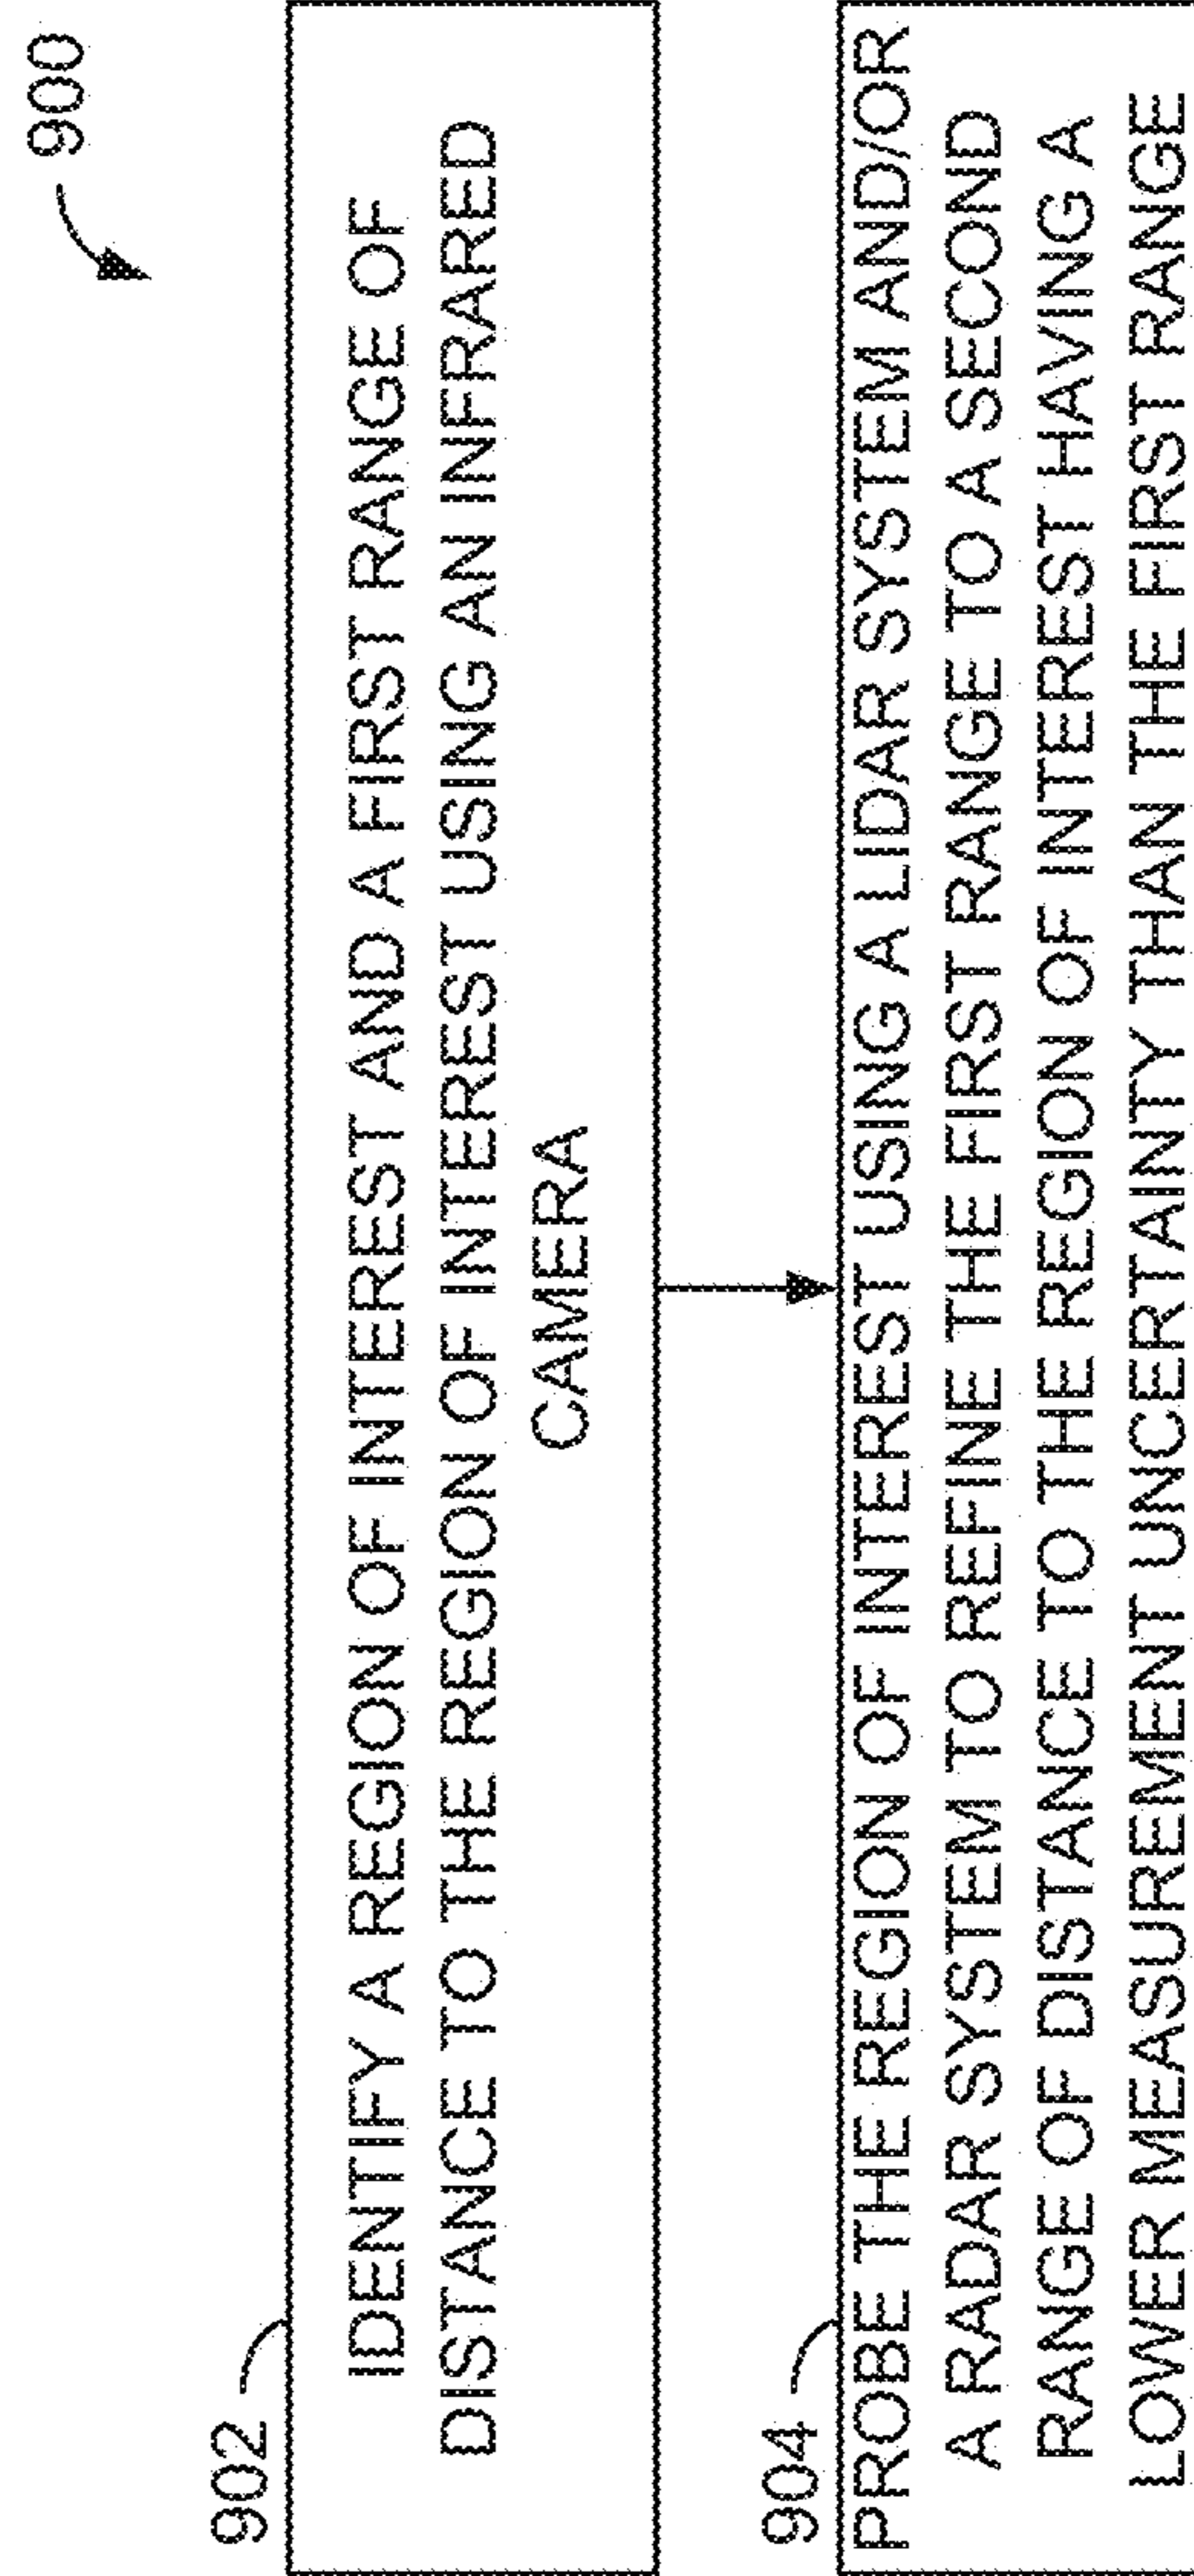 900
902
IDENTIFY A REGION OF INTEREST AND A FIRST RANGE OF
DISTANCE TO THE REGION OF INTEREST USING AN INFRARED
CAMERA
904
PROBE THE REGION OF INTEREST USING A LIDAR SYSTEM AND/OR
A RADAR SYSTEM TO REFINE THE FIRST RANGE TO A SECOND
RANGE OF DISTANCE TO THE REGION OF INTEREST HAVING A
LOWER MEASUREMENT UNCERTAINTY THAN THE FIRST RANGE